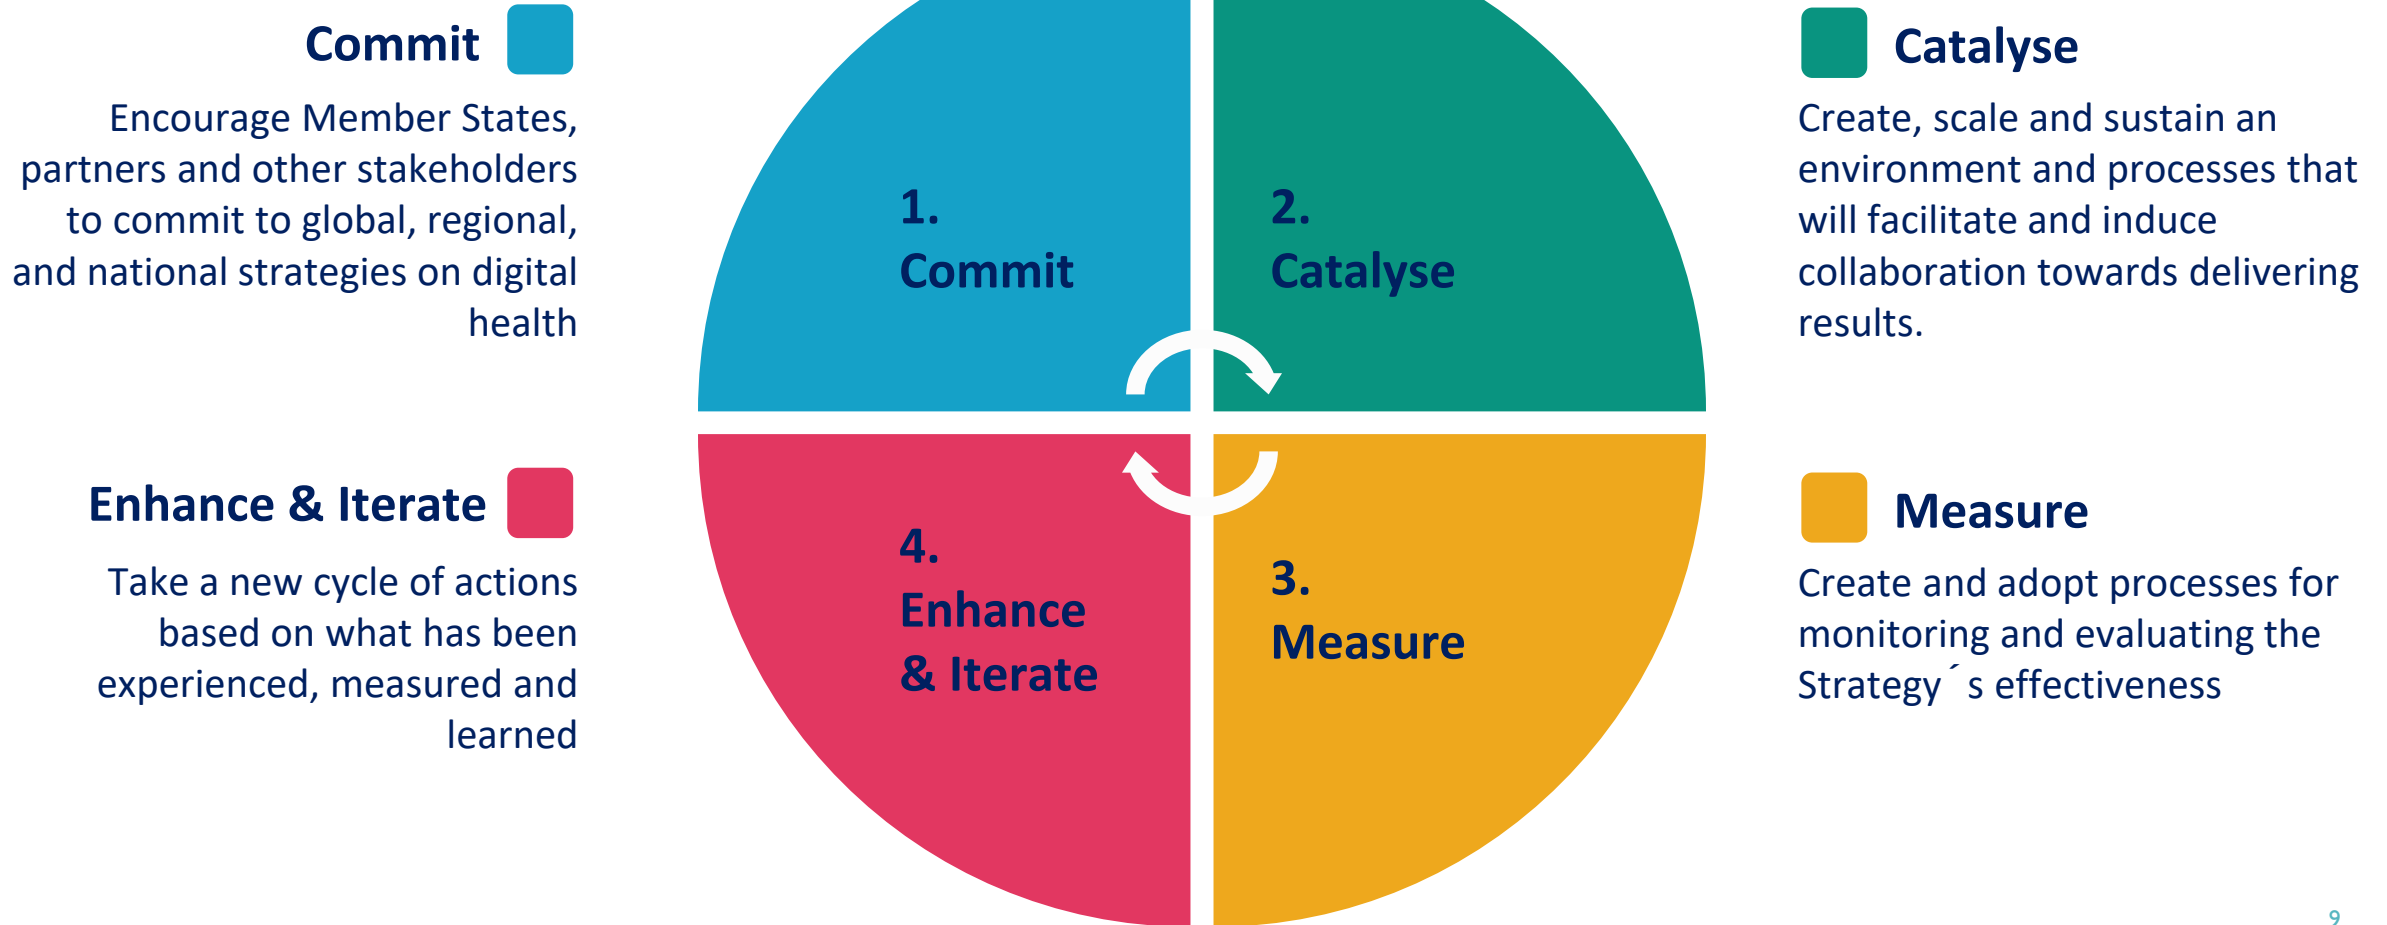 Commit
Encourage Member States,
partners and other stakeholders
to commit to global, regional,
and national strategies on digital
health
Enhance & Iterate
Take a new cycle of actions
based on what has been
experienced, measured and
learned
1.
Commit
2.
Catalyse
4.
Enhance
& Iterate
3.
Measure
Catalyse
Create, scale and sustain an
environment and processes that
will facilitate and induce
collaboration towards delivering
results.
Measure
Create and adopt processes for
monitoring and evaluating the
Strategy´s effectiveness
9